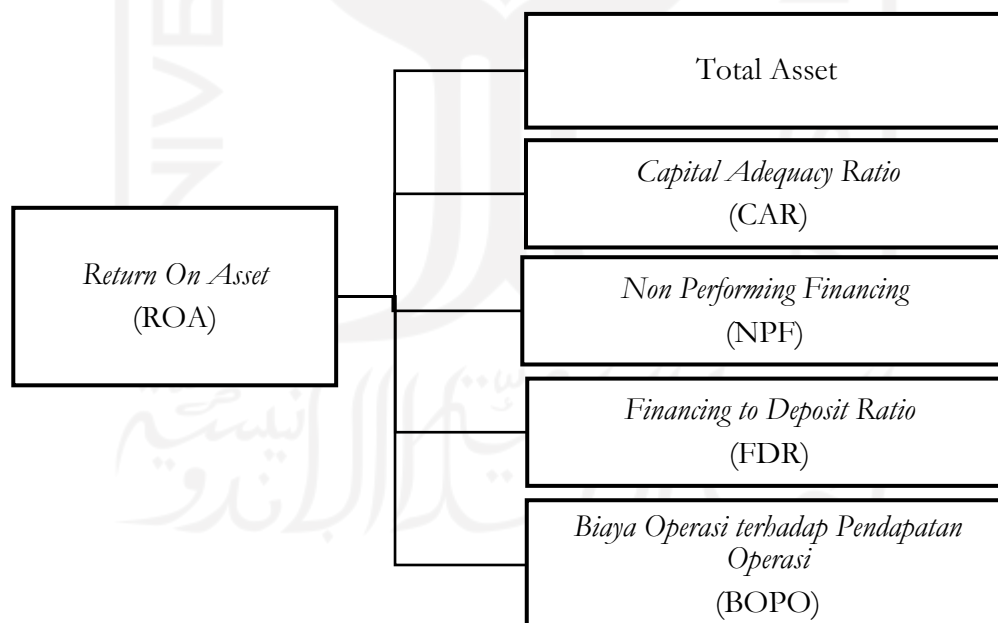 Total Asset
Capital Adequacy Ratio
(CAR)
Return On Asset
(ROA)
Non Performing Financing
(NPF)
Financing to Deposit Ratio
(FDR)
Biaya Operasi terhadap Pendapatan
Operasi
(BOPO)